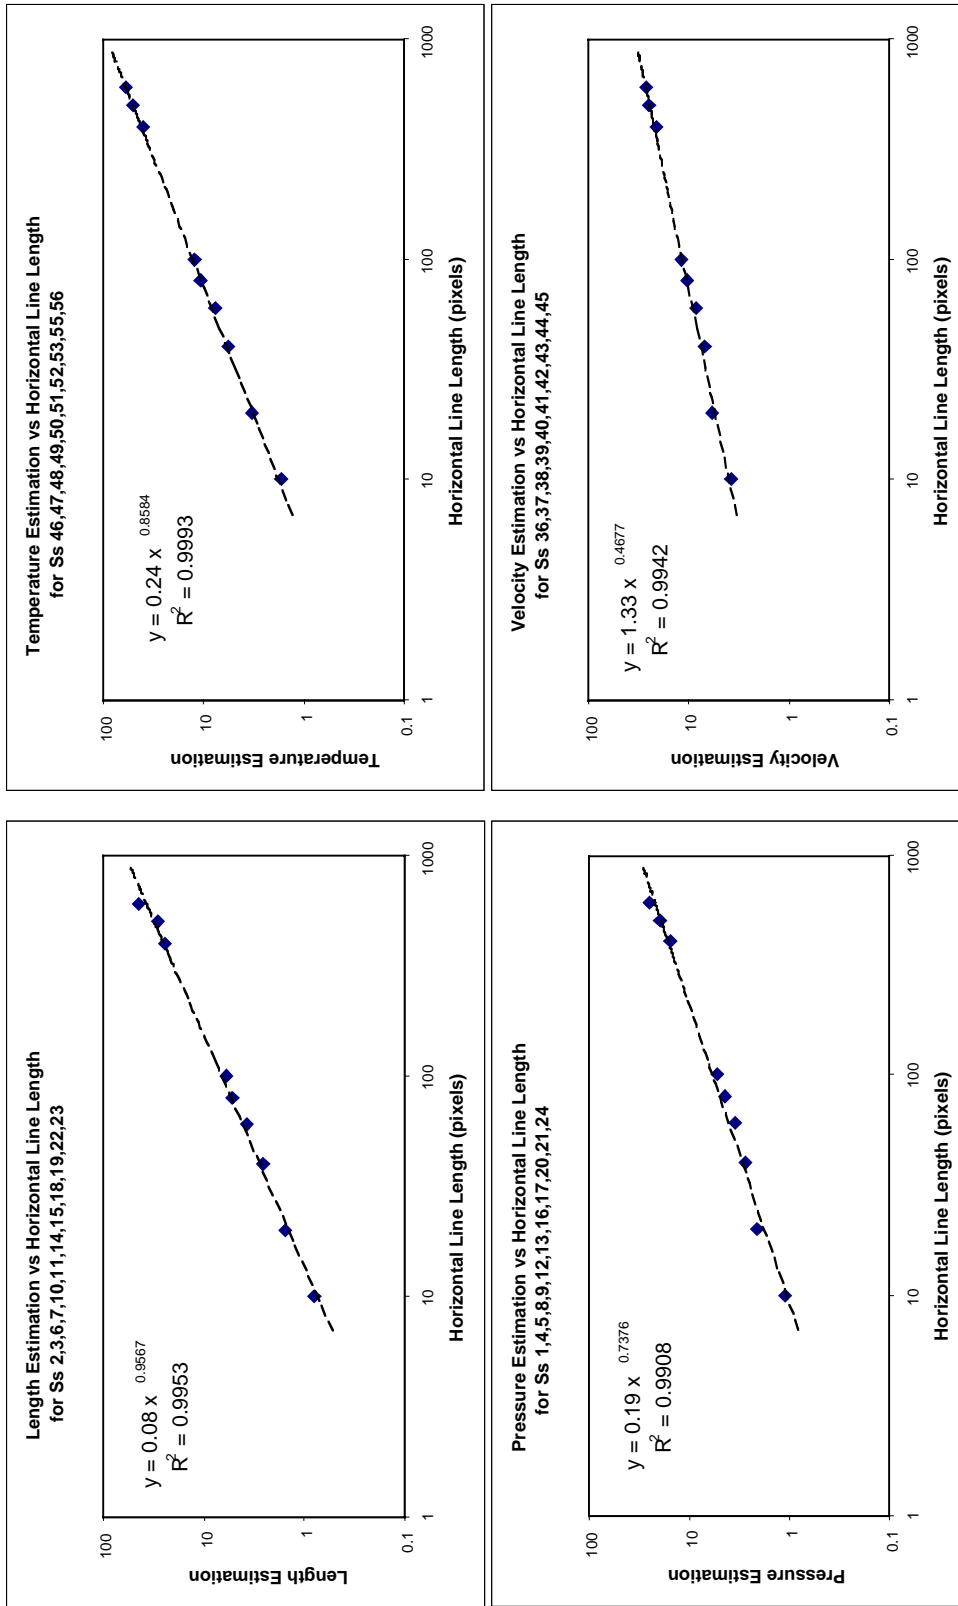 Length Estimation vs Horizontal Line Length
for Ss 2,3,6,7,10,11,14,15,18,19,22,23
y = 0.08 x 0.9567
R2 = 0.9953
100
10
1
0.1
Length Estimation
1
10
100
1000
Horizontal Line Length (pixels)
Temperature Estimation vs Horizontal Line Length
for Ss 46,47,48,49,50,51,52,53,55,56
y = 0.24 x 0.8584
R2 = 0.9993
100
10
1
0.1
Temperature Estimation
1
10
100
1000
Horizontal Line Length (pixels)
Pressure Estimation vs Horizontal Line Length
for Ss 1,4,5,8,9,12,13,16,17,20,21,24
y = 0.19 x 0.7376
R2 = 0.9908
100
10
1
0.1
Pressure Estimation
1
10
100
1000
Horizontal Line Length (pixels)
Velocity Estimation vs Horizontal Line Length
for Ss 36,37,38,39,40,41,42,43,44,45
y = 1.33 x 0.4677
R2 = 0.9942
100
10
1
0.1
Velocity Estimation
1
10
100
1000
Horizontal Line Length (pixels)